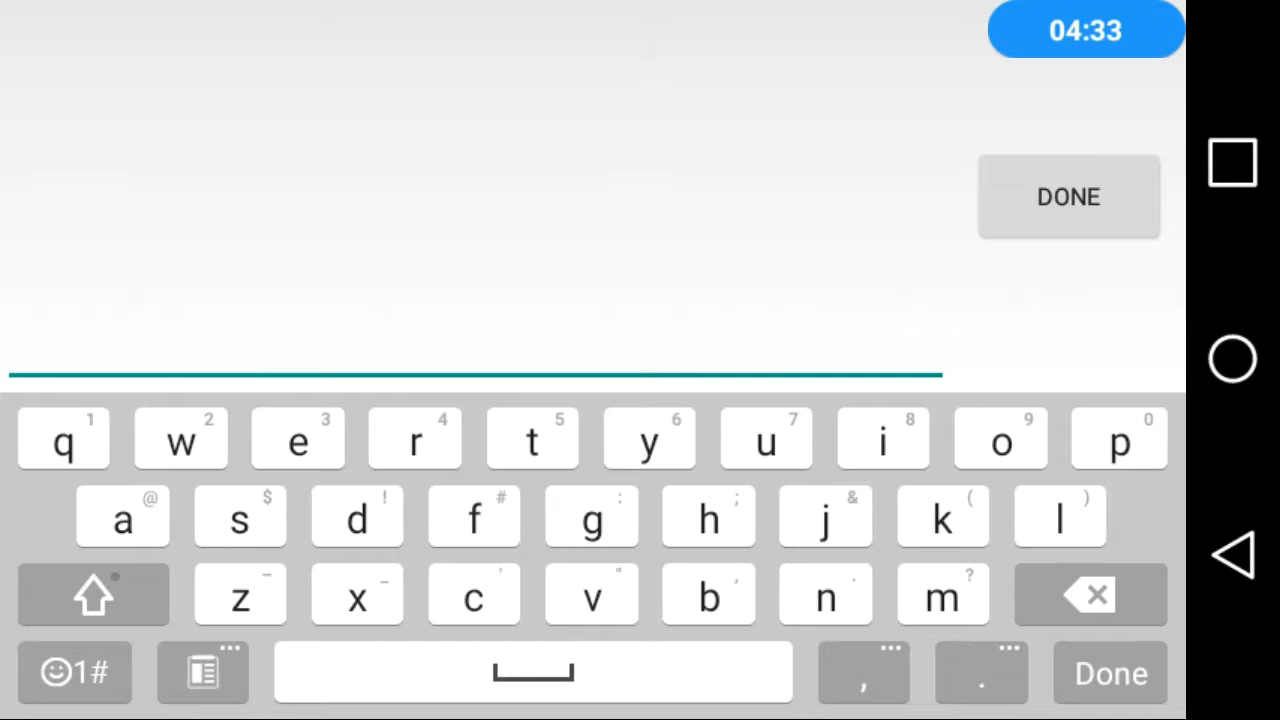 04:33
DONE
q 1 w 2 e 3 r 4 t 5 y 6 u 7 i 8 o 9 p 0
a @ s $ d ! f # g : h ; j & k ( l )
z – x _ c ' v " b , n . m ?
1# , . Done